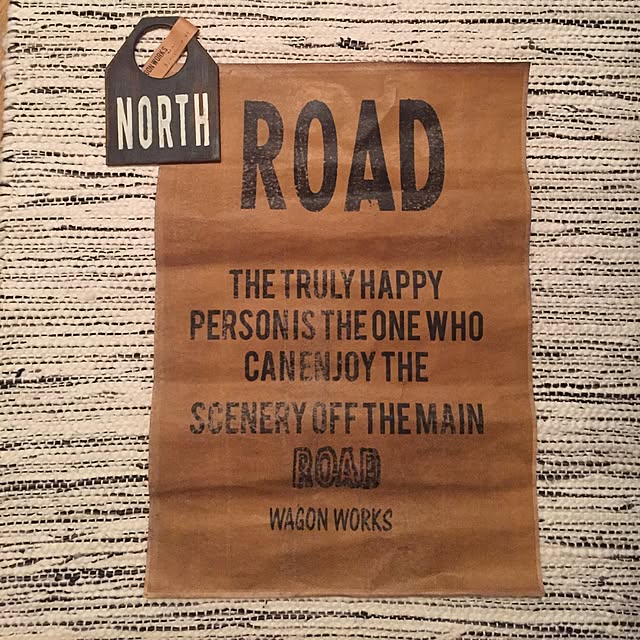 NORTH
ROAD
THE TRULY HAPPY
PERSON IS THE ONE WHO
CAN ENJOY THE
SCENERY OFF THE MAIN
ROAD
WAGON WORKS